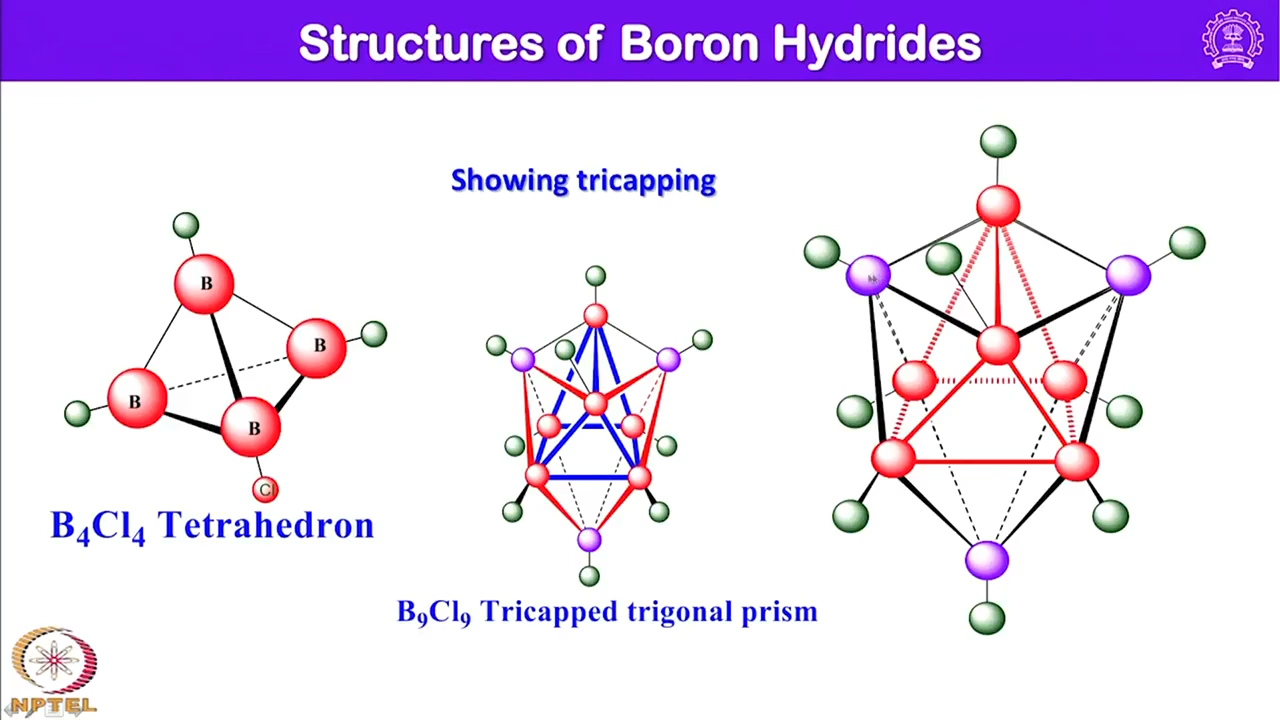 Structures of Boron Hydrides
Showing tricapping
B
B
B
B
Cl
B₄Cl₄ Tetrahedron
B₉Cl₉ Tricapped trigonal prism
NPTEL